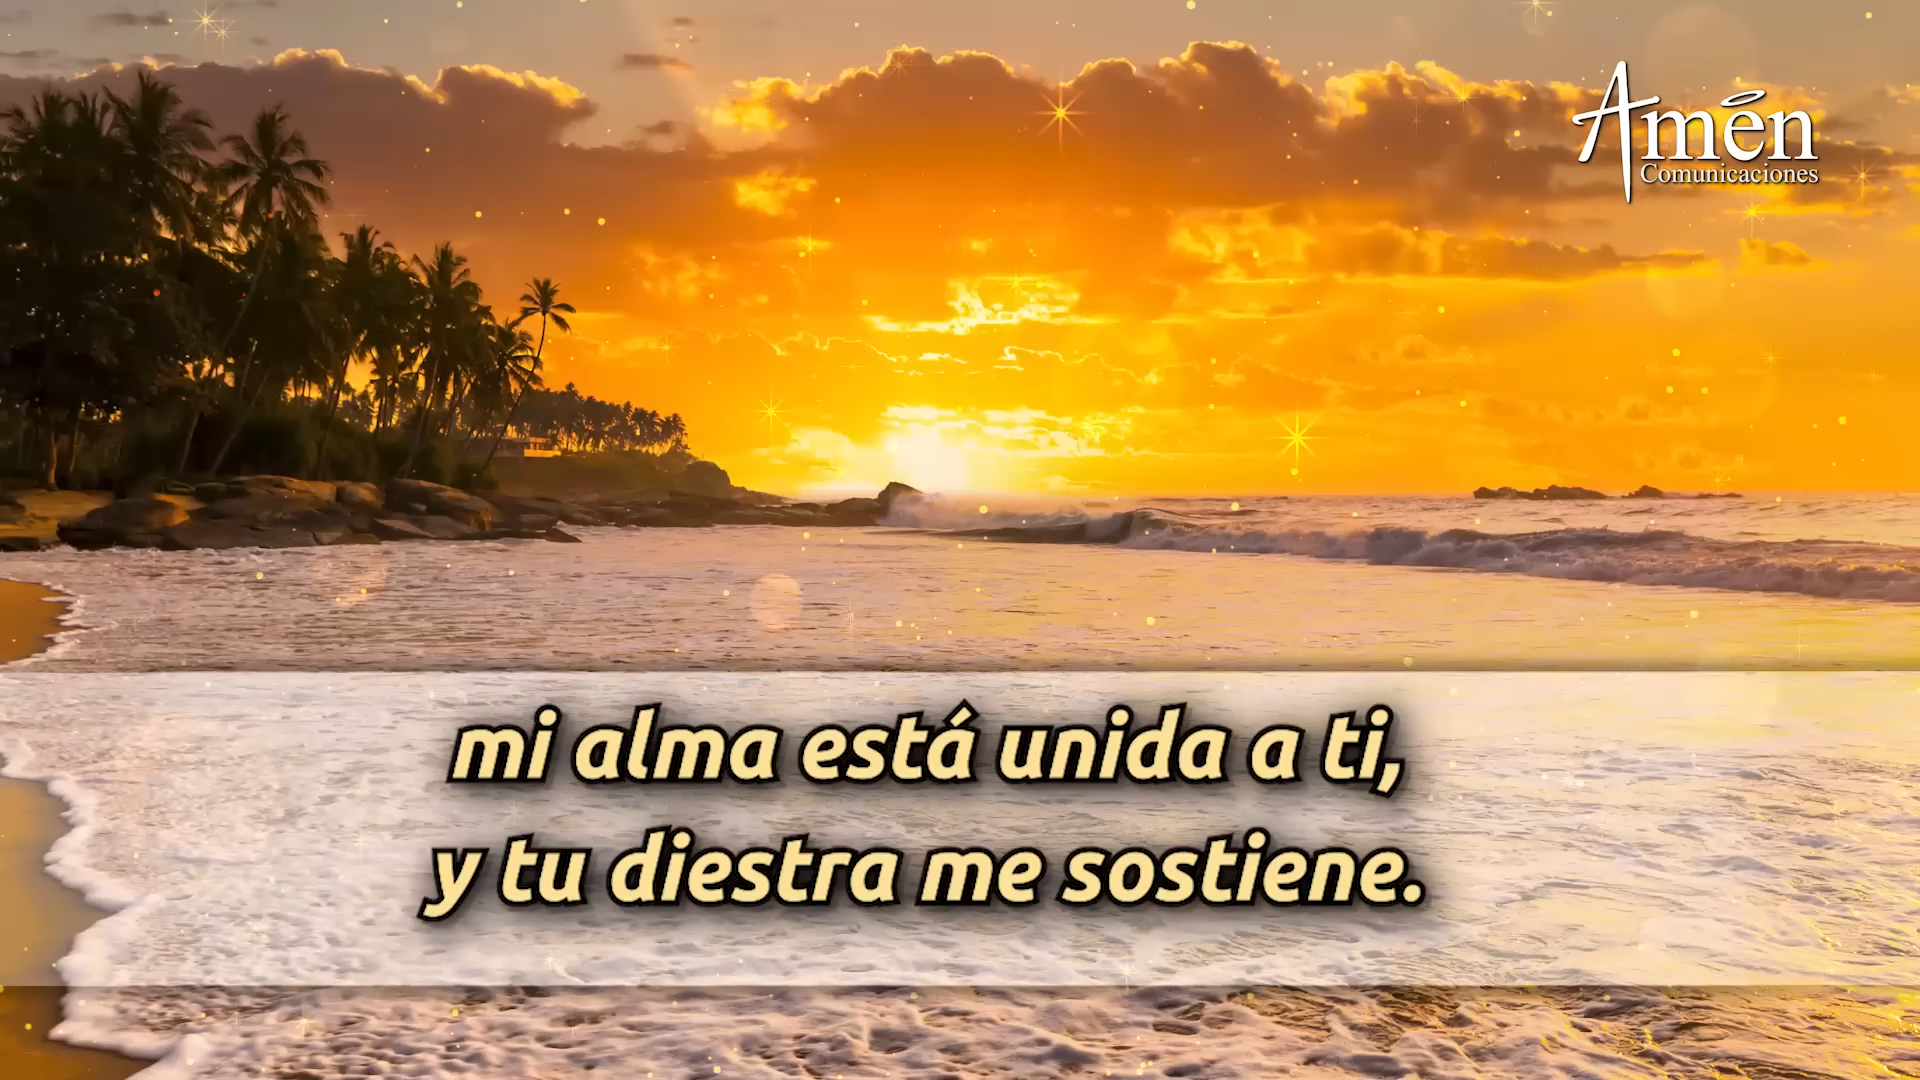 Amén
Comunicaciones
mi alma está unida a ti,
y tu diestra me sostiene.